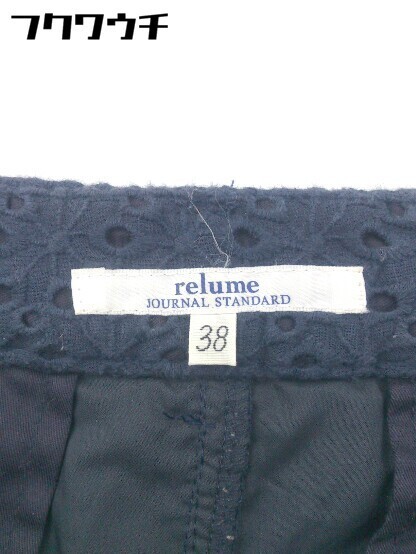 フクワウチ
relume
JOURNAL STANDARD
38